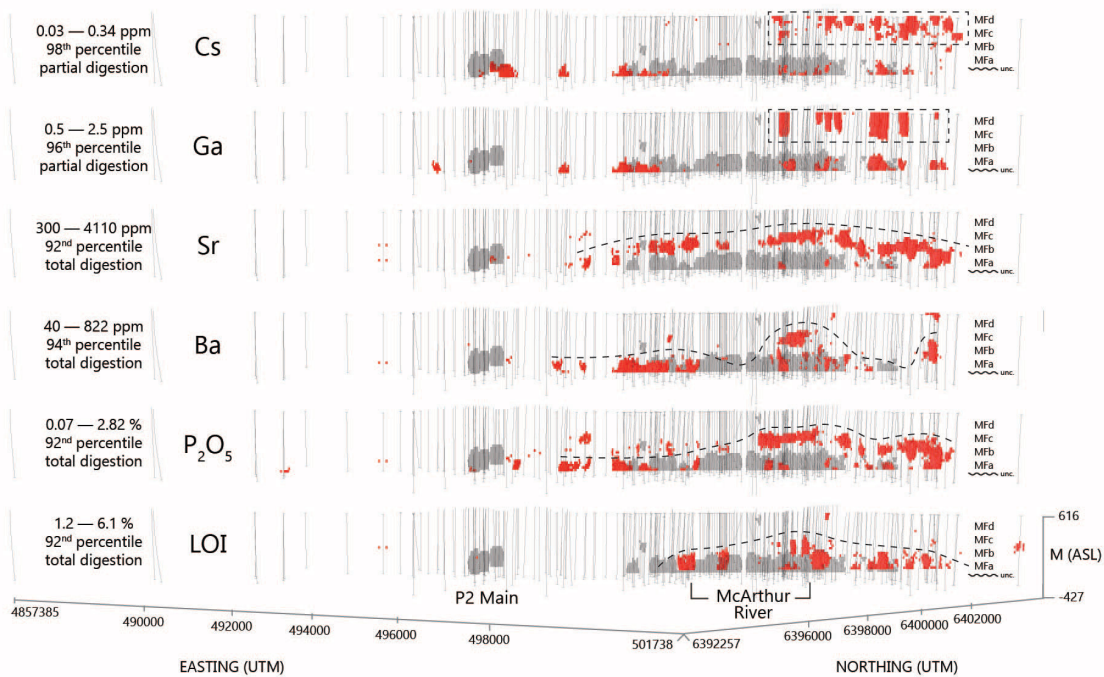 0.03 — 0.34 ppm
98th percentile
partial digestion
Cs
MFd
MFc
MFb
MFa
unc.
0.5 — 2.5 ppm
96th percentile
partial digestion
Ga
MFd
MFc
MFb
MFa
unc.
300 — 4110 ppm
92nd percentile
total digestion
Sr
MFd
MFc
MFb
MFa
unc.
40 — 822 ppm
94th percentile
total digestion
Ba
MFd
MFc
MFb
MFa
unc.
0.07 — 2.82 %
92nd percentile
total digestion
P2O5
MFd
MFc
MFb
MFa
unc.
1.2 — 6.1 %
92nd percentile
total digestion
LOI
MFd
MFc
MFb
MFa
unc.
616
M (ASL)
-427
P2 Main
McArthur
River
4857385
490000
492000
494000
496000
498000
501738
6392257
6396000
6398000
6400000
6402000
EASTING (UTM)
NORTHING (UTM)